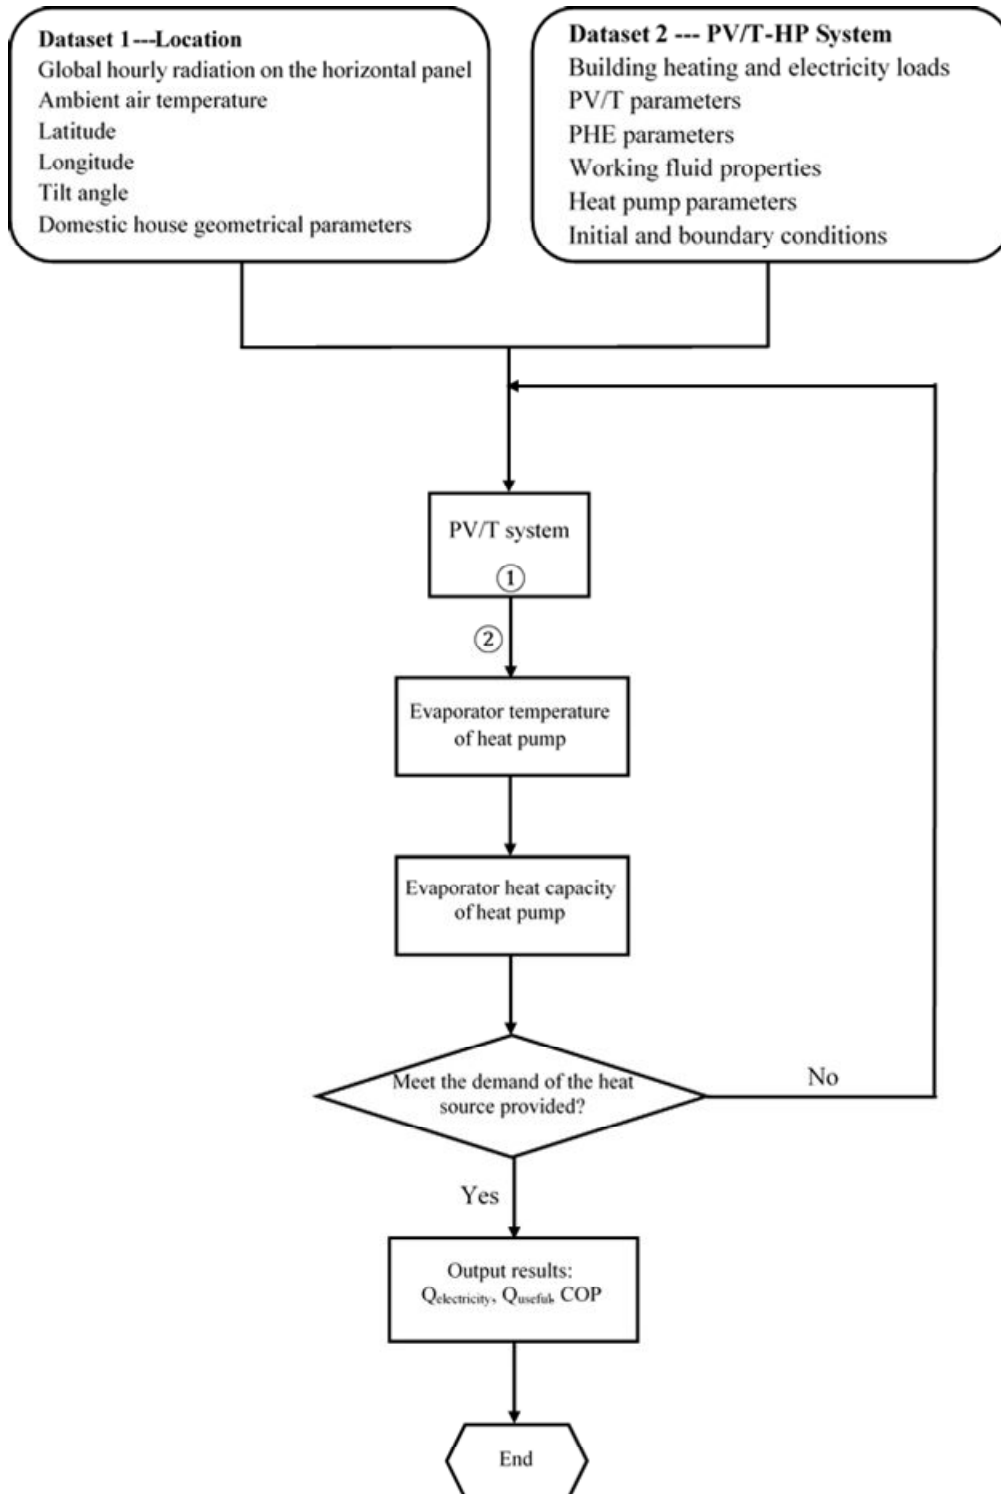 Dataset 1---Location
Global hourly radiation on the horizontal panel
Ambient air temperature
Latitude
Longitude
Tilt angle
Domestic house geometrical parameters
Dataset 2 --- PV/T-HP System
Building heating and electricity loads
PV/T parameters
PHE parameters
Working fluid properties
Heat pump parameters
Initial and boundary conditions
PV/T system
①
②
Evaporator temperature
of heat pump
Evaporator heat capacity
of heat pump
Meet the demand of the heat
source provided?
No
Yes
Output results:
Qelectricity, Quseful, COP
End